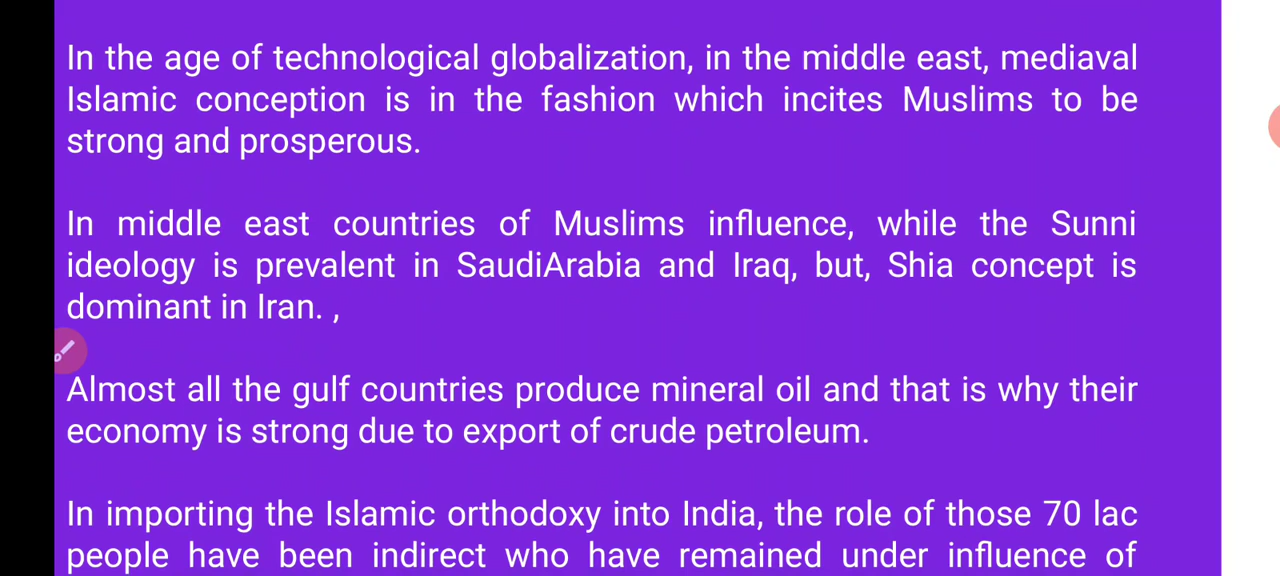 In the age of technological globalization, in the middle east, mediaval
Islamic conception is in the fashion which incites Muslims to be
strong and prosperous.
In middle east countries of Muslims influence, while the Sunni
ideology is prevalent in SaudiArabia and Iraq, but, Shia concept is
dominant in Iran. ,
Almost all the gulf countries produce mineral oil and that is why their
economy is strong due to export of crude petroleum.
In importing the Islamic orthodoxy into India, the role of those 70 lac
people have been indirect who have remained under influence of